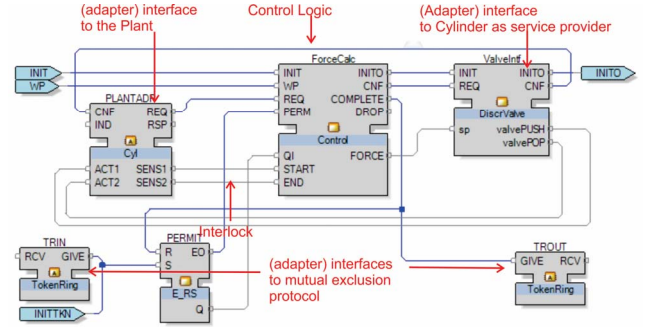 (adapter) interface
to the Plant
Control Logic
(Adapter) interface
to Cylinder as service provider
ForceCalc
ValveInf
INIT
WP
INIT INITO
WP CNF
REQ COMPLETE
PERM DROP
Control
QI FORCE
START
END
INIT INITO
REQ CNF
DiscrValve
sp valvePUSH
valvePOP
INITO
PLANTADP
CNF REQ
IND RSP
Cyl
ACT1 SENS1
ACT2 SENS2
Interlock
TRIN
RCV GIVE
TokenRing
INITTKN
PERMIT
R EO
S
E_RS
Q
(adapter) interfaces
to mutual exclusion
protocol
TROUT
GIVE RCV
TokenRing